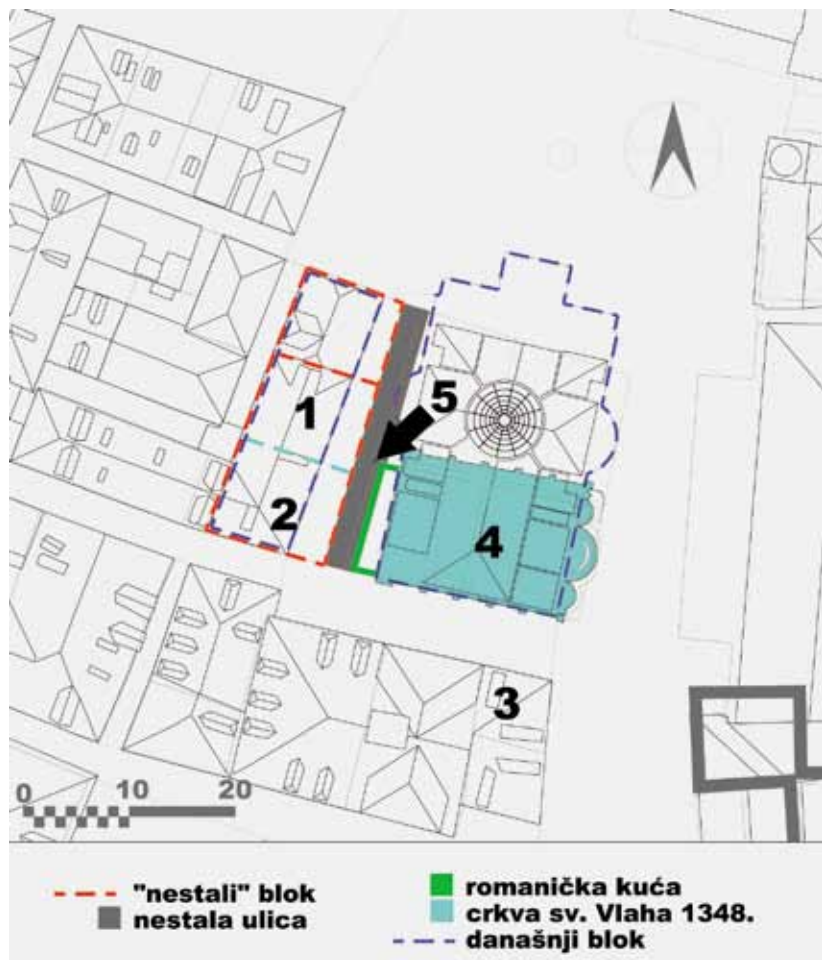 1
5
2
4
3
0 10 20
"nestali" blok
nestala ulica
romanička kuća
crkva sv. Vlaha 1348.
današnji blok